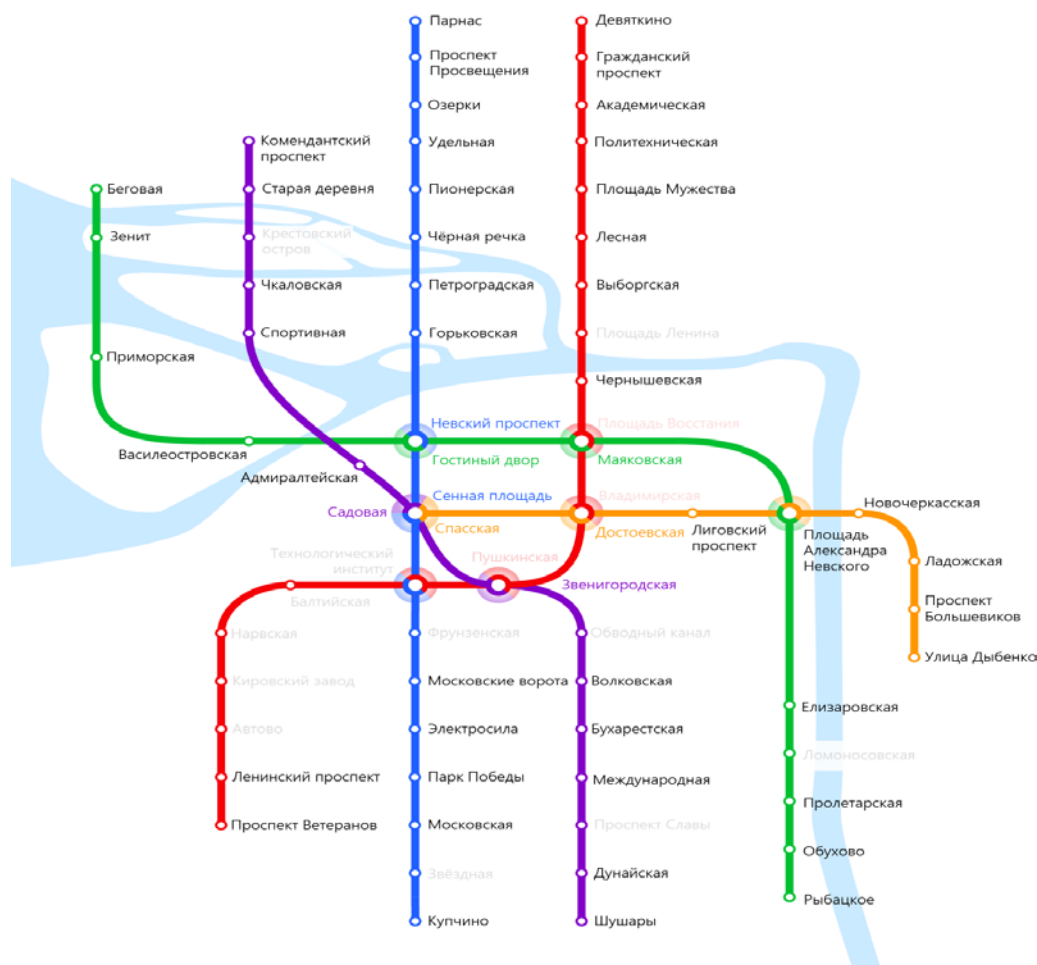 Парнас
Проспект
Просвещения
Озерки
Удельная
Пионерская
Чёрная речка
Петроградская
Горьковская
Девяткино
Гражданский
проспект
Академическая
Политехническая
Площадь Мужества
Лесная
Выборгская
Площадь Ленина
Чернышевская
Комендантский
проспект
Старая деревня
Крестовский
остров
Чкаловская
Спортивная
Беговая
Зенит
Приморская
Василеостровская
Адмиралтейская
Невский проспект
Гостиный двор
Площадь Восстания
Маяковская
Сенная площадь
Садовая
Спасская
Владимирская
Достоевская
Лиговский
проспект
Площадь
Александра
Невского
Новочеркасская
Ладожская
Проспект
Большевиков
Улица Дыбенко
Технологический
институт
Пушкинская
Звенигородская
Балтийская
Нарвская
Кировский завод
Автово
Ленинский проспект
Проспект Ветеранов
Фрунзенская
Московские ворота
Электросила
Парк Победы
Московская
Звёздная
Купчино
Обводный канал
Волковская
Бухарестская
Международная
Проспект Славы
Дунайская
Шушары
Елизаровская
Ломоносовская
Пролетарская
Обухово
Рыбацкое